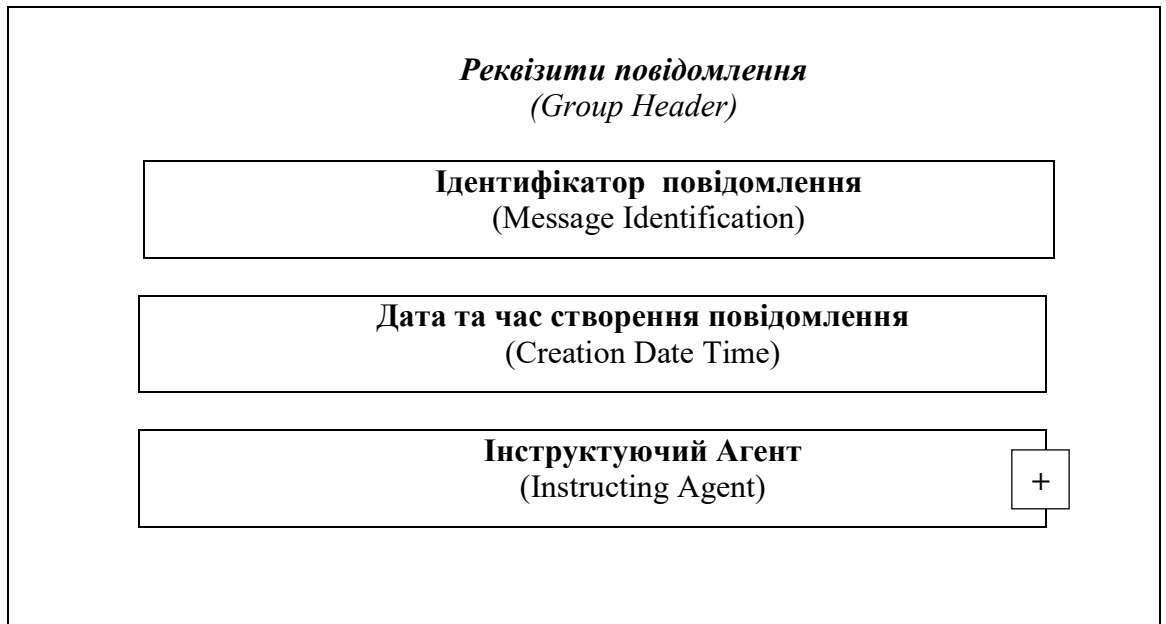 Реквізити повідомлення
(Group Header)
Ідентифікатор повідомлення
(Message Identification)
Дата та час створення повідомлення
(Creation Date Time)
Інструктуючий Агент
(Instructing Agent)
+